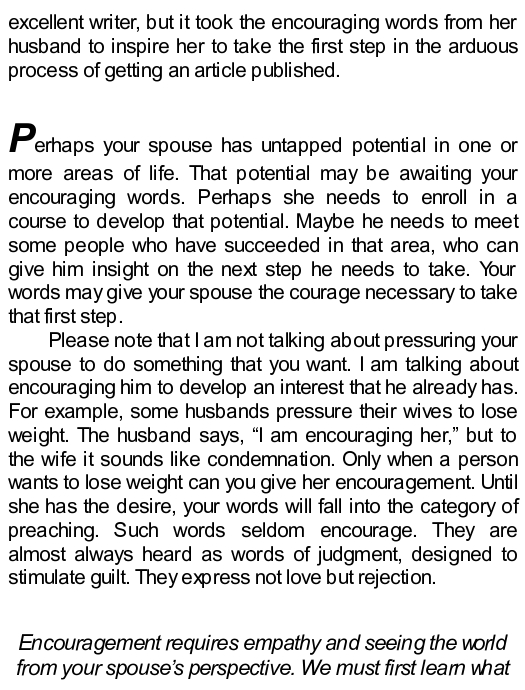 excellent writer, but it took the encouraging words from her
husband to inspire her to take the first step in the arduous
process of getting an article published.
Perhaps your spouse has untapped potential in one or
more areas of life. That potential may be awaiting your
encouraging words. Perhaps she needs to enroll in a
course to develop that potential. Maybe he needs to meet
some people who have succeeded in that area, who can
give him insight on the next step he needs to take. Your
words may give your spouse the courage necessary to take
that first step.
Please note that I am not talking about pressuring your
spouse to do something that you want. I am talking about
encouraging him to develop an interest that he already has.
For example, some husbands pressure their wives to lose
weight. The husband says, “I am encouraging her,” but to
the wife it sounds like condemnation. Only when a person
wants to lose weight can you give her encouragement. Until
she has the desire, your words will fall into the category of
preaching. Such words seldom encourage. They are
almost always heard as words of judgment, designed to
stimulate guilt. They express not love but rejection.
Encouragement requires empathy and seeing the world
from your spouse’s perspective. We must first learn what